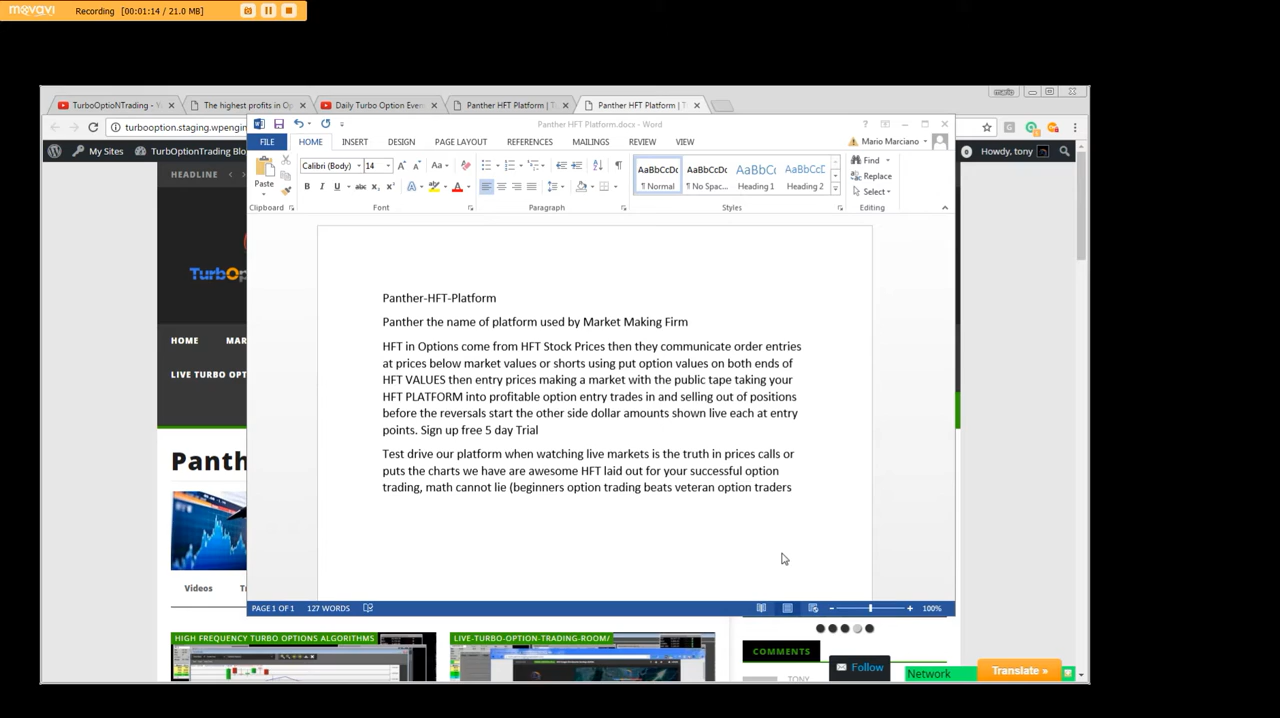 movavi Recording [00:01:14 / 21.0 MB]
TurboOptioNTrading - Y
The highest profits in Op
Daily Turbo Option Even
Panther HFT Platform | T
Panther HFT Platform | T
mario
turbooption.staging.wpengin
My Sites
TurboOptionTrading Blo
Howdy, tony
Panther HFT Platform.docx - Word
FILE HOME INSERT DESIGN PAGE LAYOUT REFERENCES MAILINGS REVIEW VIEW
Mario Marciano
Calibri (Body) 14
Paste
AaBbCcDc AaBbCcDc AaBbCc AaBbCcC
¶ Normal ¶ No Spac... Heading 1 Heading 2
Find
Replace
Select
Clipboard Font Paragraph Styles Editing
HEADLINE
TurbO
HOME MAR
LIVE TURBO OPT
Panth
Videos
Panther-HFT-Platform
Panther the name of platform used by Market Making Firm
HFT in Options come from HFT Stock Prices then they communicate order entries
at prices below market values or shorts using put option values on both ends of
HFT VALUES then entry prices making a market with the public tape taking your
HFT PLATFORM into profitable option entry trades in and selling out of positions
before the reversals start the other side dollar amounts shown live each at entry
points. Sign up free 5 day Trial
Test drive our platform when watching live markets is the truth in prices calls or
puts the charts we have are awesome HFT laid out for your successful option
trading, math cannot lie (beginners option trading beats veteran option traders
PAGE 1 OF 1 127 WORDS 100%
HIGH FREQUENCY TURBO OPTIONS ALGORITHMS
LIVE-TURBO-OPTION-TRADING-ROOM/
COMMENTS
TONY
Follow
Network
Translate »